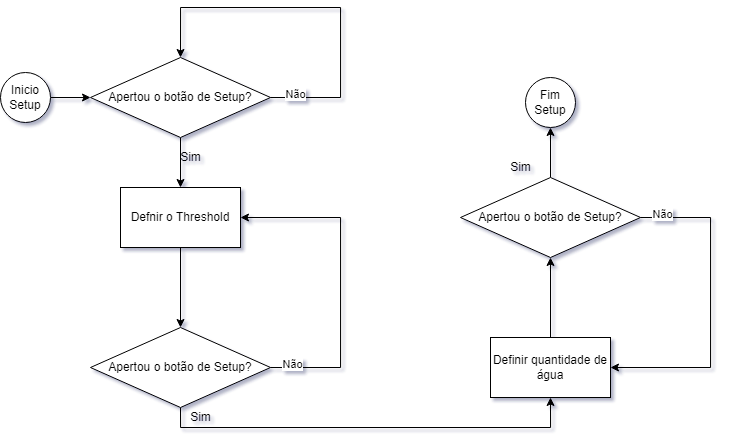 Inicio
Setup
Apertou o botão de Setup?
Não
Sim
Defnir o Threshold
Apertou o botão de Setup?
Não
Sim
Definir quantidade de
água
Apertou o botão de Setup?
Não
Sim
Fim
Setup